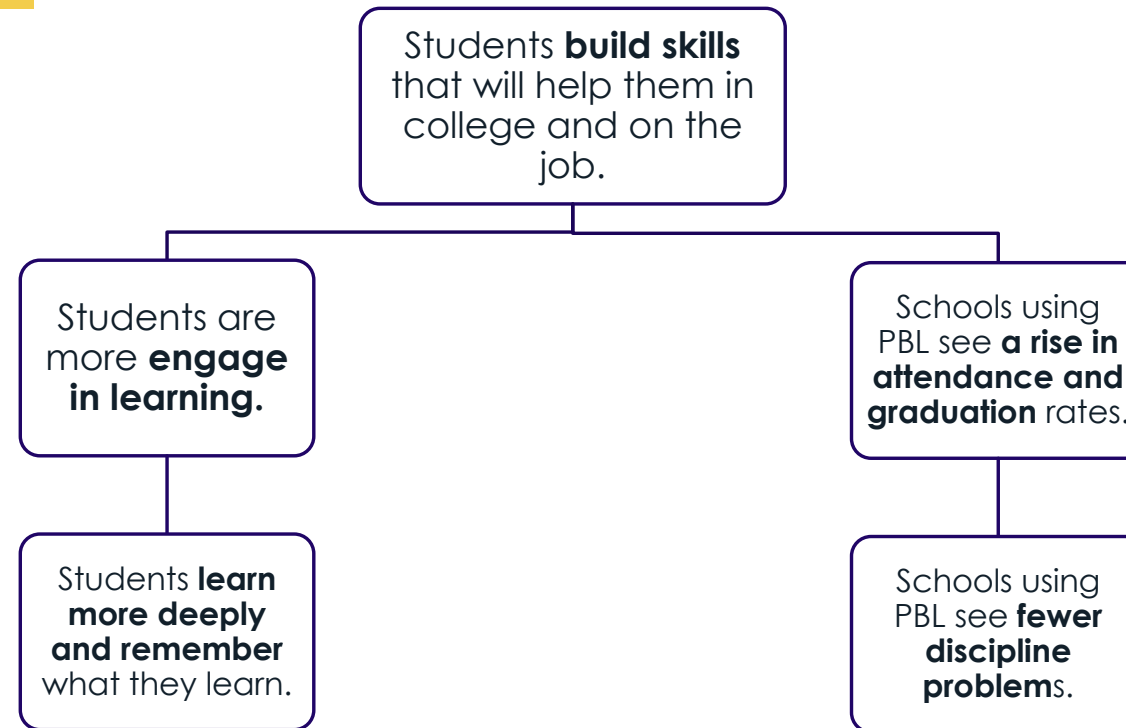 Students build skills
that will help them in
college and on the
job.
Students are
more engage
in learning.
Schools using
PBL see a rise in
attendance and
graduation rates.
Students learn
more deeply
and remember
what they learn.
Schools using
PBL see fewer
discipline
problems.